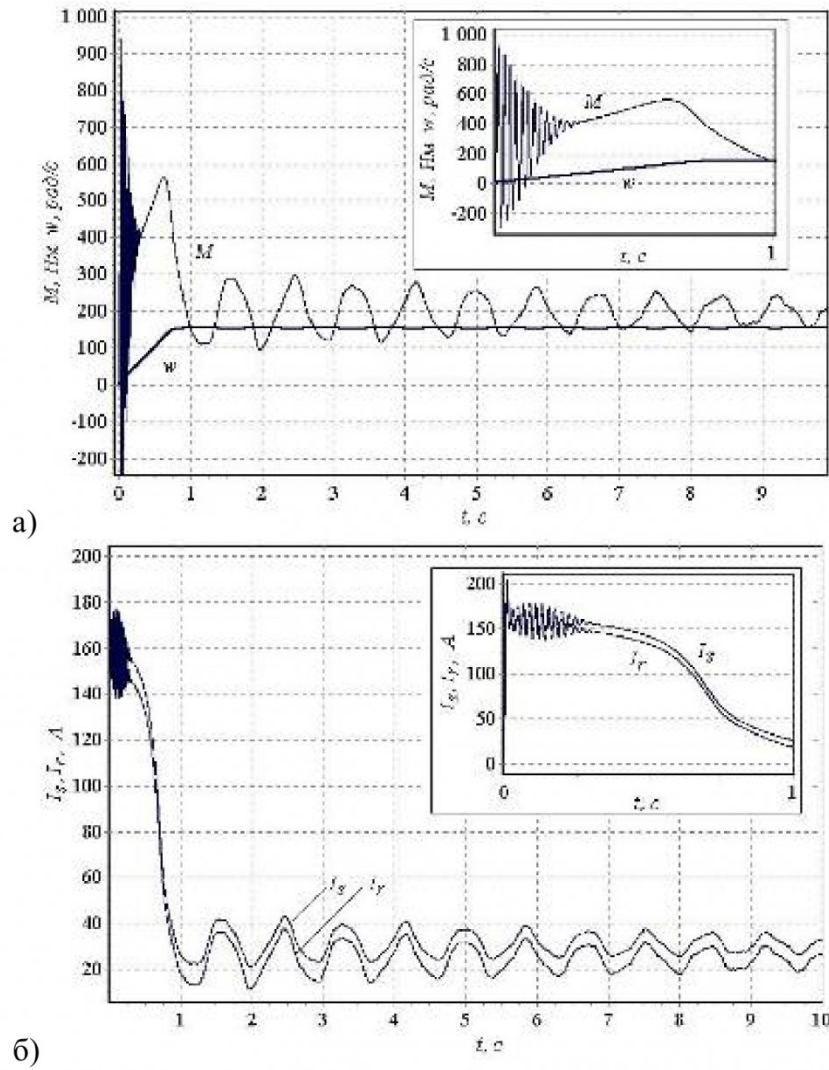 1 000
900
800
700
600
500
400
300
200
100
0
-100
-200
M, Нм w, рад/с
M
w
0 1 2 3 4 5 6 7 8 9
t, c
1 000
800
600
400
200
0
-200
M, Нм w, рад/с
M
w
t, c
1
а)
200
180
160
140
120
100
80
60
40
20
I_s, I_r, A
I_s I_r
1 2 3 4 5 6 7 8 9 10
t, c
200
150
100
50
0
I_s, I_r, A
I_s
I_r
0 1
t, c
б)